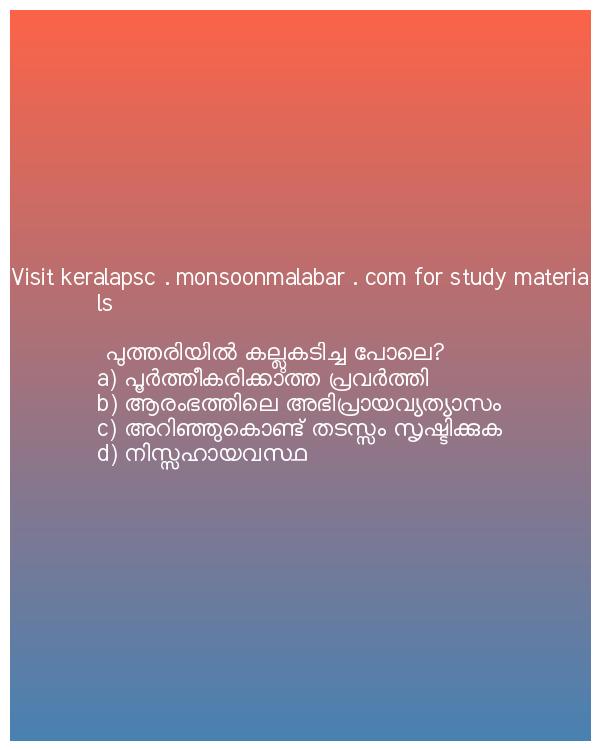 Visit keralapsc . monsoonmalabar . com for study materia
ls
പുത്തരിയിൽ കല്ലുകടിച്ച പോലെ?
a) പൂർത്തീകരിക്കാത്ത പ്രവർത്തി
b) ആരംഭത്തിലെ അഭിപ്രായവ്യത്യാസം
c) അറിഞ്ഞുകൊണ്ട് തടസ്സം സൃഷ്ടിക്കുക
d) നിസ്സഹായവസ്ഥ